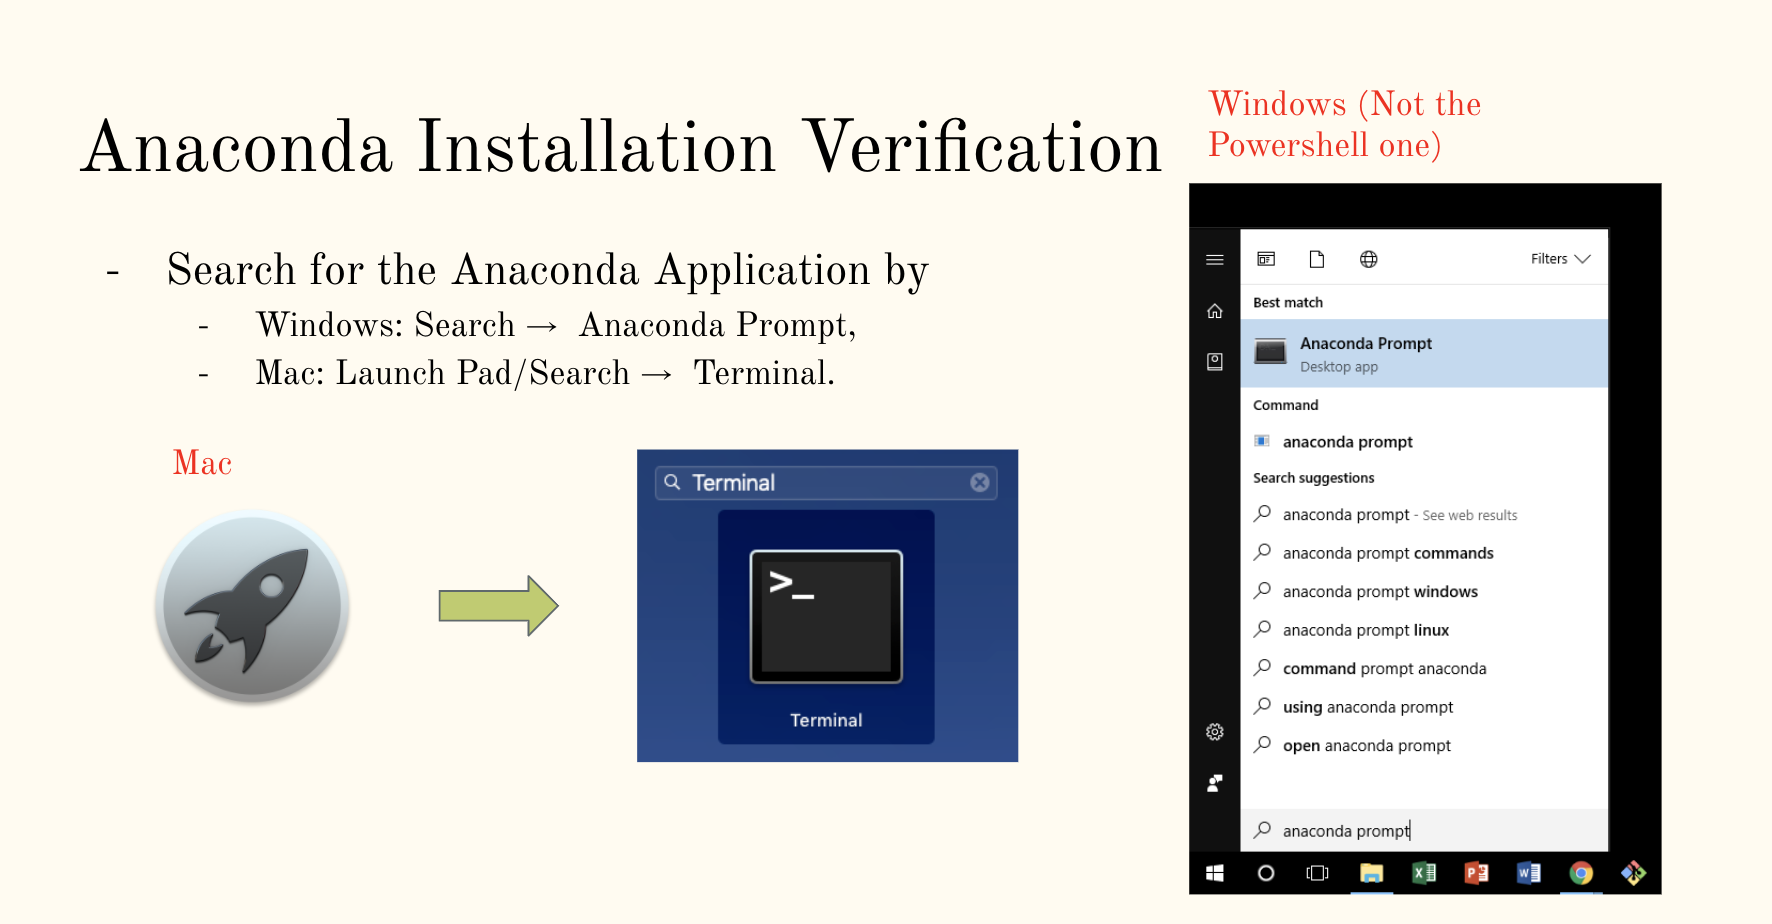 Anaconda Installation Verification
- Search for the Anaconda Application by
- Windows: Search → Anaconda Prompt,
- Mac: Launch Pad/Search → Terminal.
Mac
Terminal
>_
Terminal
Windows (Not the
Powershell one)
Filters
Best match
Anaconda Prompt
Desktop app
Command
anaconda prompt
Search suggestions
anaconda prompt - See web results
anaconda prompt commands
anaconda prompt windows
anaconda prompt linux
command prompt anaconda
using anaconda prompt
open anaconda prompt
anaconda prompt